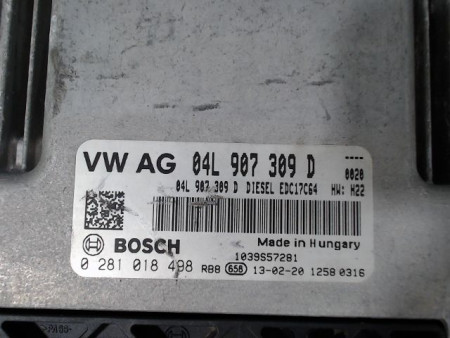 VW AG 04L 907 309 D ----
0020
04L 907 309 D DIESEL EDC17C64 HW: H22
BOSCH Made in Hungary
1039S57281
0 281 018 498 RB8 658 13-02-20 1258 0316